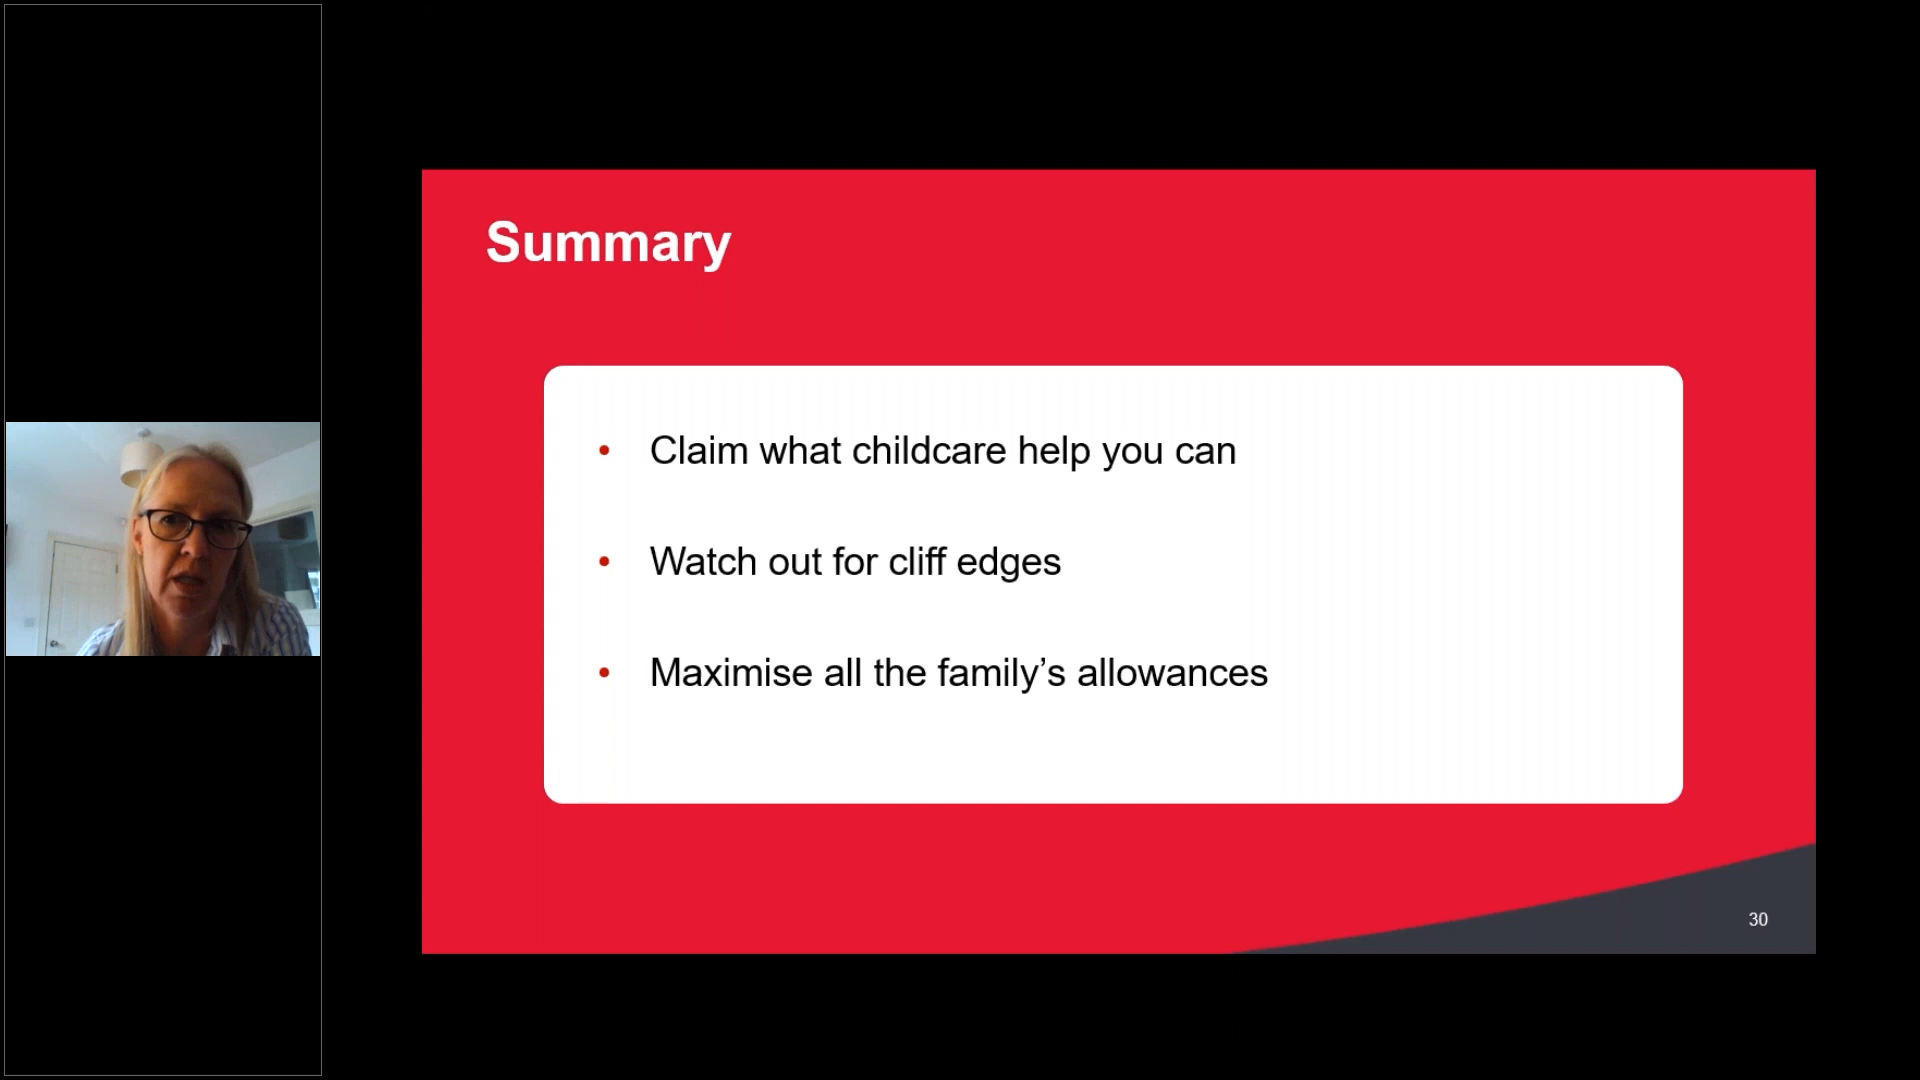 Summary
• Claim what childcare help you can
• Watch out for cliff edges
• Maximise all the family’s allowances
30